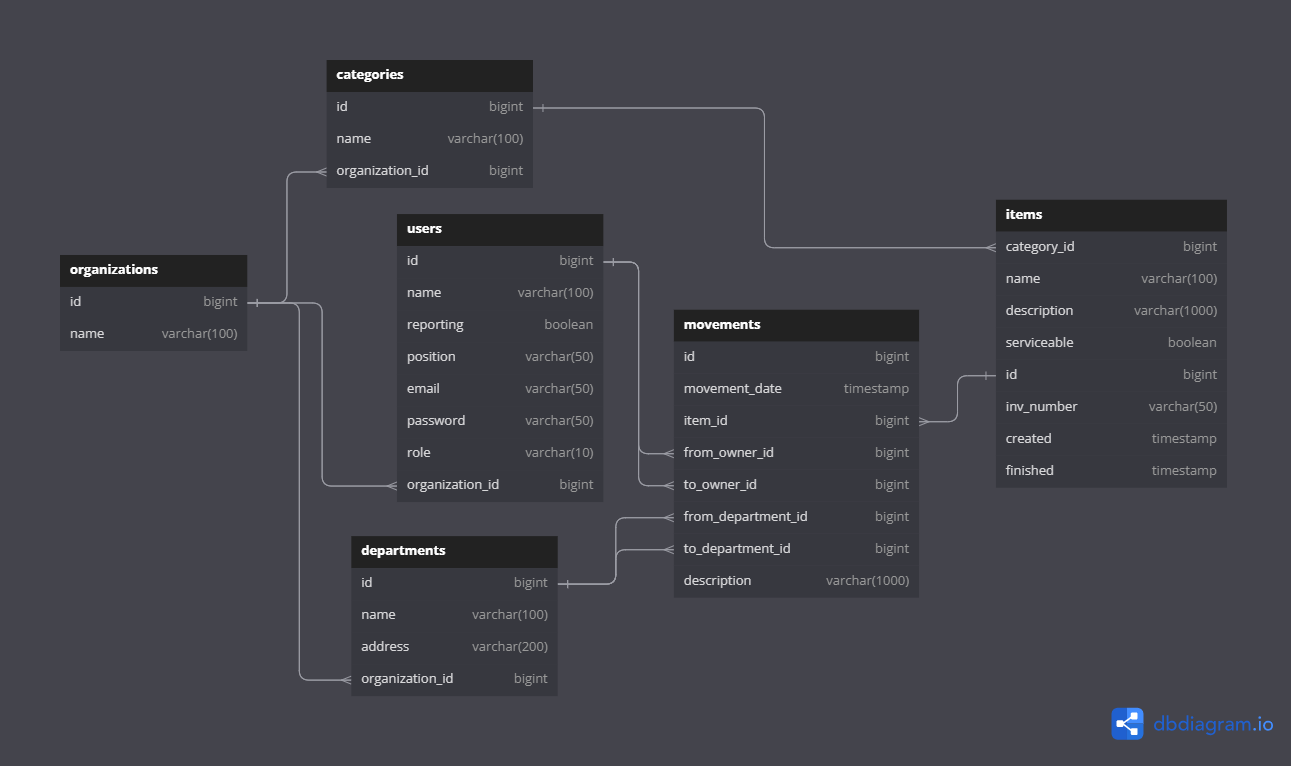 categories
id bigint
name varchar(100)
organization_id bigint
users
id bigint
name varchar(100)
reporting boolean
position varchar(50)
email varchar(50)
password varchar(50)
role varchar(10)
organization_id bigint
organizations
id bigint
name varchar(100)
departments
id bigint
name varchar(100)
address varchar(200)
organization_id bigint
movements
id bigint
movement_date timestamp
item_id bigint
from_owner_id bigint
to_owner_id bigint
from_department_id bigint
to_department_id bigint
description varchar(1000)
items
category_id bigint
name varchar(100)
description varchar(1000)
serviceable boolean
id bigint
inv_number varchar(50)
created timestamp
finished timestamp
dbdiagram.io